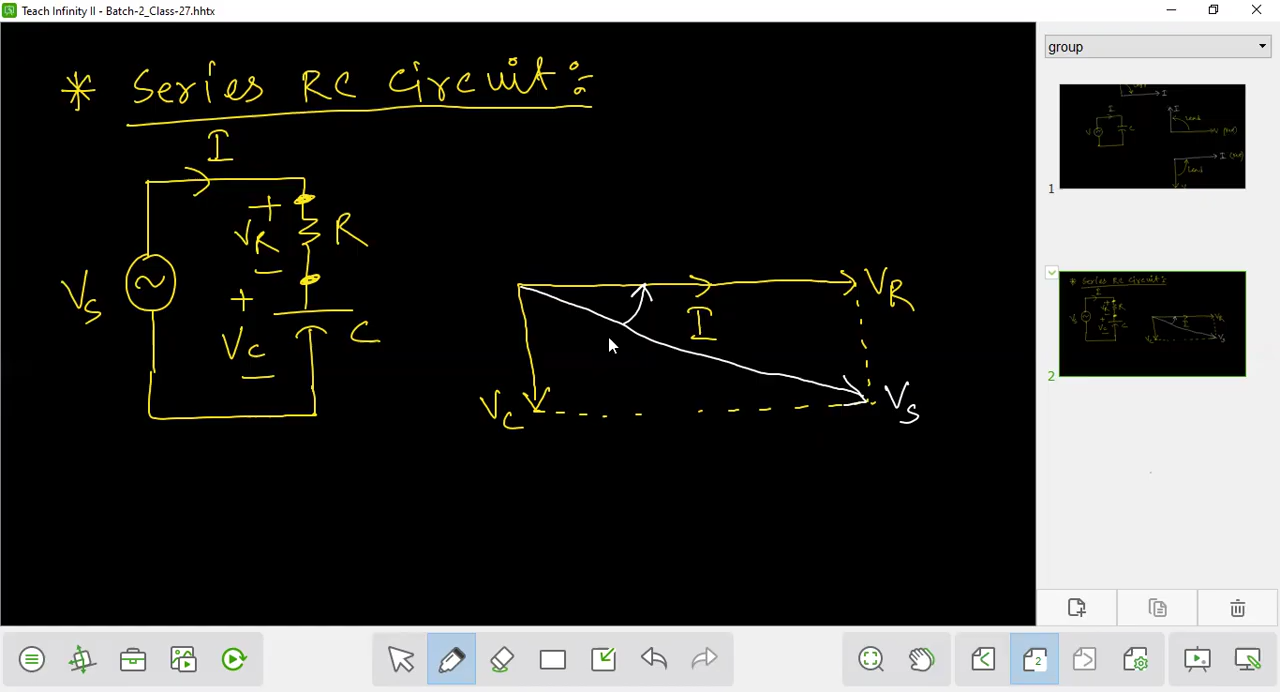 Teach Infinity II - Batch-2_Class-27.hhtx
group
* Series RC Circuit:-
I
+
VR
R
-
+
Vs
Vc
C
-
VR
I
Vc
Vs
1
2
2